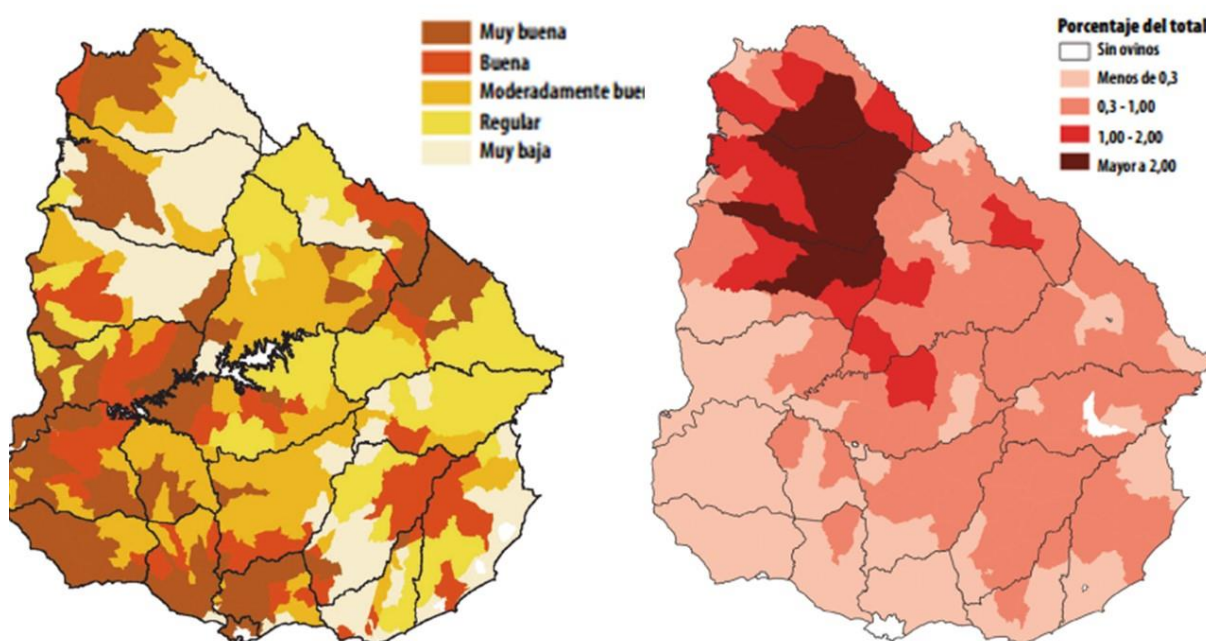 Muy buena
Buena
Moderadamente bue
Regular
Muy baja
Porcentaje del total
Sin ovinos
Menos de 0,3
0,3 - 1,00
1,00 - 2,00
Mayor a 2,00